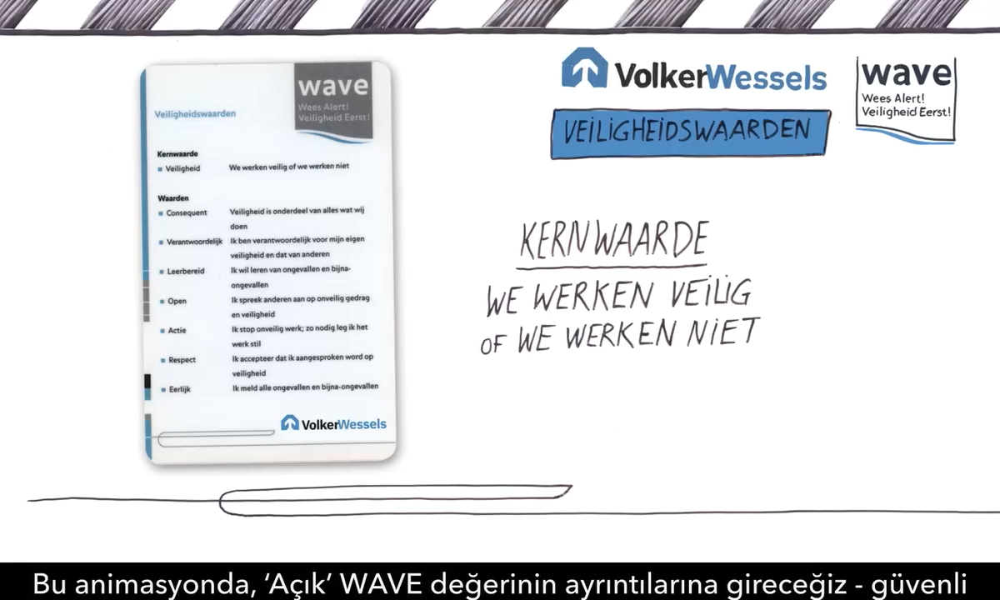 wave
Wees Alert!
Veiligheid Eerst!
Veiligheidswaarden
Kernwaarde
Veiligheid We werken veilig of we werken niet
Waarden
Consequent Veiligheid is onderdeel van alles wat wij
doen
Verantwoordelijk Ik ben verantwoordelijk voor mijn eigen
veiligheid en dat van anderen
Leerbereid Ik wil leren van ongevallen en bijna-
ongevallen
Open Ik spreek anderen aan op onveilig gedrag
en veiligheid
Actie Ik stop onveilig werk; zo nodig leg ik het
werk stil
Respect Ik accepteer dat ik aangesproken word op
veiligheid
Eerlijk Ik meld alle ongevallen en bijna-ongevallen
VolkerWessels
VolkerWessels
VEILIGHEIDSWAARDEN
wave
Wees Alert!
Veiligheid Eerst!
KERNWAARDE
WE WERKEN VEILIG
OF WE WERKEN NIET
Bu animasyonda, ‘Açık’ WAVE değerinin ayrıntılarına gireceğiz - güvenli